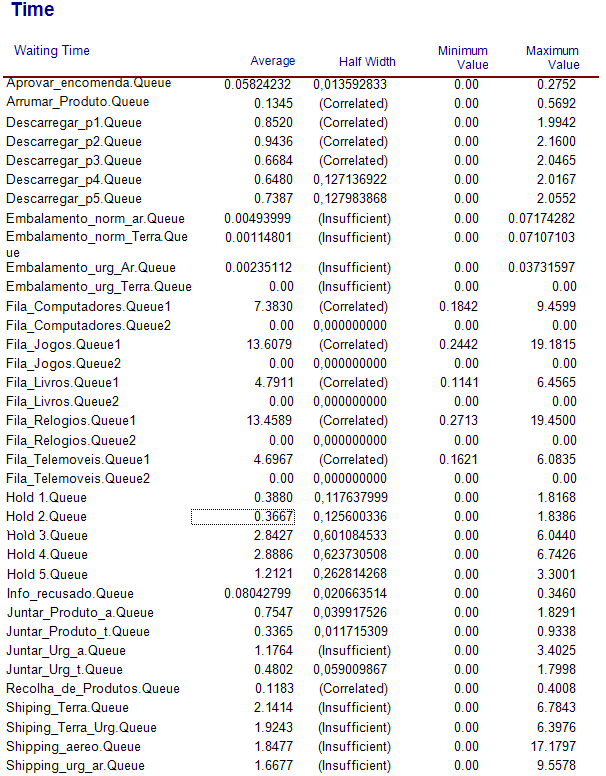 Time
Waiting Time Average Half Width Minimum Value Maximum Value
Aprovar_encomenda.Queue 0.05824232 0,013592833 0.00 0.2752
Arrumar_Produto.Queue 0.1345 (Correlated) 0.00 0.5692
Descarregar_p1.Queue 0.8520 (Correlated) 0.00 1.9942
Descarregar_p2.Queue 0.9436 (Correlated) 0.00 2.1600
Descarregar_p3.Queue 0.6684 (Correlated) 0.00 2.0465
Descarregar_p4.Queue 0.6480 0,127136922 0.00 2.0167
Descarregar_p5.Queue 0.7387 0,127983868 0.00 2.0552
Embalamento_norm_ar.Queue 0.00493999 (Insufficient) 0.00 0.07174282
Embalamento_norm_Terra.Que 0.00114801 (Insufficient) 0.00 0.07107103
ue
Embalamento_urg_Ar.Queue 0.00235112 (Insufficient) 0.00 0.03731597
Embalamento_urg_Terra.Queue 0.00 (Insufficient) 0.00 0.00
Fila_Computadores.Queue1 7.3830 (Correlated) 0.1842 9.4599
Fila_Computadores.Queue2 0.00 0,000000000 0.00 0.00
Fila_Jogos.Queue1 13.6079 (Correlated) 0.2442 19.1815
Fila_Jogos.Queue2 0.00 0,000000000 0.00 0.00
Fila_Livros.Queue1 4.7911 (Correlated) 0.1141 6.4565
Fila_Livros.Queue2 0.00 0,000000000 0.00 0.00
Fila_Relogios.Queue1 13.4589 (Correlated) 0.2713 19.4500
Fila_Relogios.Queue2 0.00 0,000000000 0.00 0.00
Fila_Telemoveis.Queue1 4.6967 (Correlated) 0.1621 6.0835
Fila_Telemoveis.Queue2 0.00 0,000000000 0.00 0.00
Hold 1.Queue 0.3880 0,117637999 0.00 1.8168
Hold 2.Queue 0.3667 0,125600336 0.00 1.8386
Hold 3.Queue 2.8427 0,601084533 0.00 6.0440
Hold 4.Queue 2.8886 0,623730508 0.00 6.7426
Hold 5.Queue 1.2121 0,262814268 0.00 3.3001
Info_recusado.Queue 0.08042799 0,020663514 0.00 0.3460
Juntar_Produto_a.Queue 0.7547 0,039917526 0.00 1.8291
Juntar_Produto_t.Queue 0.3365 0,011715309 0.00 0.9338
Juntar_Urg_a.Queue 1.1764 (Insufficient) 0.00 3.4025
Juntar_Urg_t.Queue 0.4802 0,059009867 0.00 1.7998
Recolha_de_Produtos.Queue 0.1183 (Correlated) 0.00 0.4008
Shiping_Terra.Queue 2.1414 (Insufficient) 0.00 6.7843
Shiping_Terra_Urg.Queue 1.9243 (Insufficient) 0.00 6.3976
Shipping_aereo.Queue 1.8477 (Insufficient) 0.00 17.1797
Shipping_urg_ar.Queue 1.6677 (Insufficient) 0.00 9.5578